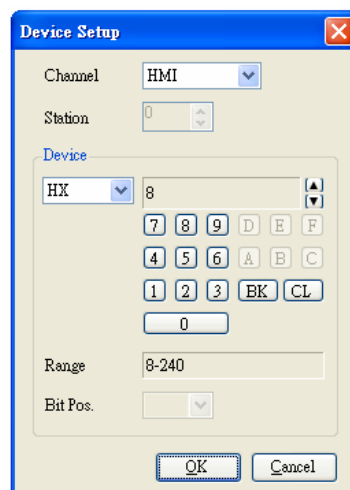 Device Setup
Channel HMI
Station 0
Device
HX 8
7 8 9 D E F
4 5 6 A B C
1 2 3 BK CL
0
Range 8-240
Bit Pos.
OK Cancel